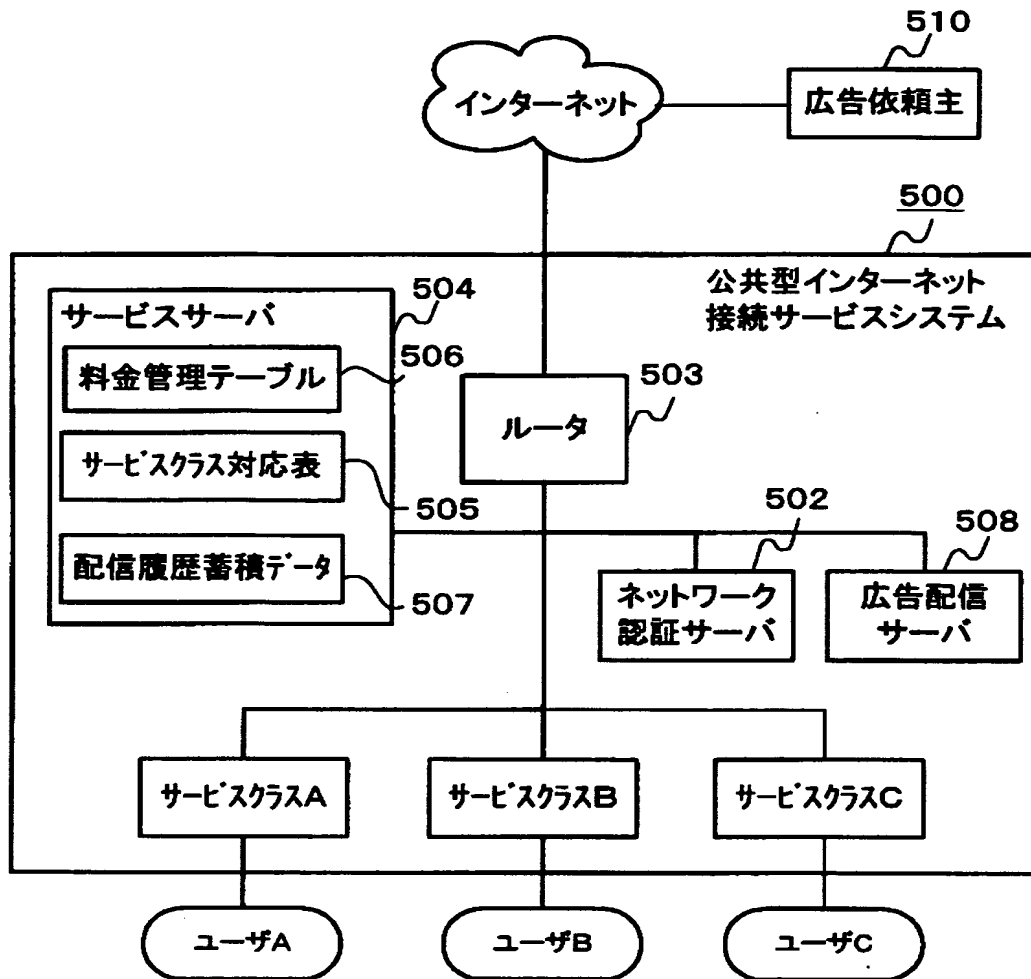 510
インターネット
広告依頼主
500
公共型インターネット
接続サービスシステム
サービスサーバ
504
料金管理テーブル
506
503
ルータ
サービスクラス対応表
505
502
508
配信履歴蓄積データ
507
ネットワーク
認証サーバ
広告配信
サーバ
サービスクラスA
サービスクラスB
サービスクラスC
ユーザA
ユーザB
ユーザC